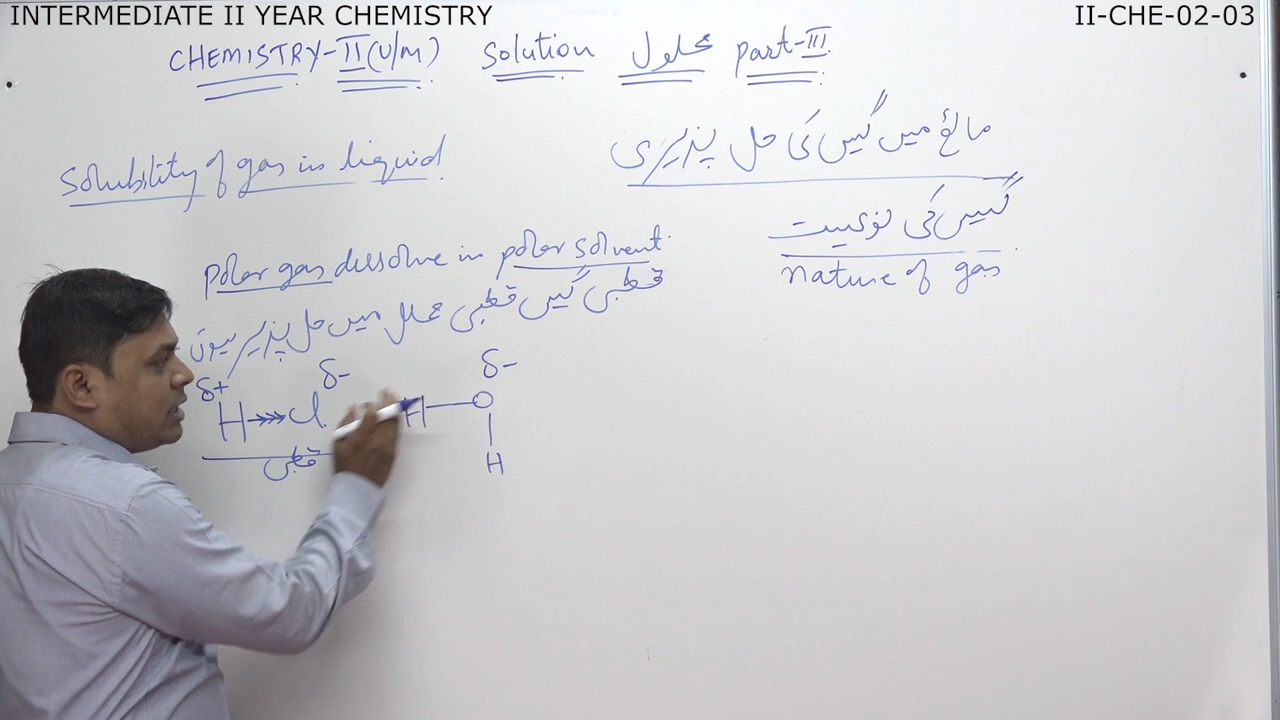 INTERMEDIATE II YEAR CHEMISTRY
II-CHE-02-03
CHEMISTRY-II(U/M) Solution محلول part-III
Solubility of gas in liquid
مائع میں گیس کی حل پذیری
گیس کی نوعیت
nature of gas
Polar gas dissolve in polar solvent.
قطبی گیس قطبی محلل میں حل پذیر
δ+ δ- δ-
H Cl H O
قطبی
H